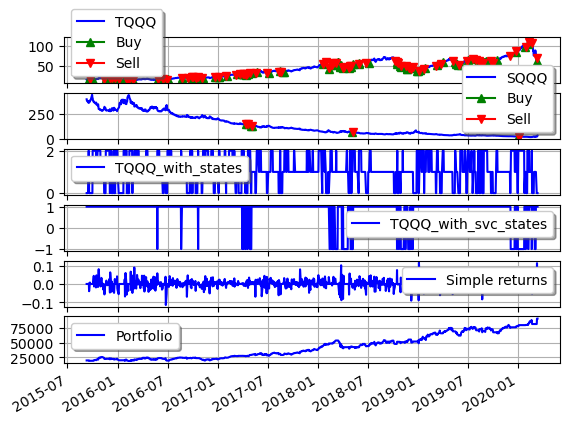 TQQQ
Buy
Sell
100
50
SQQQ
Buy
Sell
250
0
2
0
TQQQ_with_states
1
0
−1
TQQQ_with_svc_states
0.1
0.0
−0.1
Simple returns
75000
50000
25000
Portfolio
2015-07
2016-01
2016-07
2017-01
2017-07
2018-01
2018-07
2019-01
2019-07
2020-01